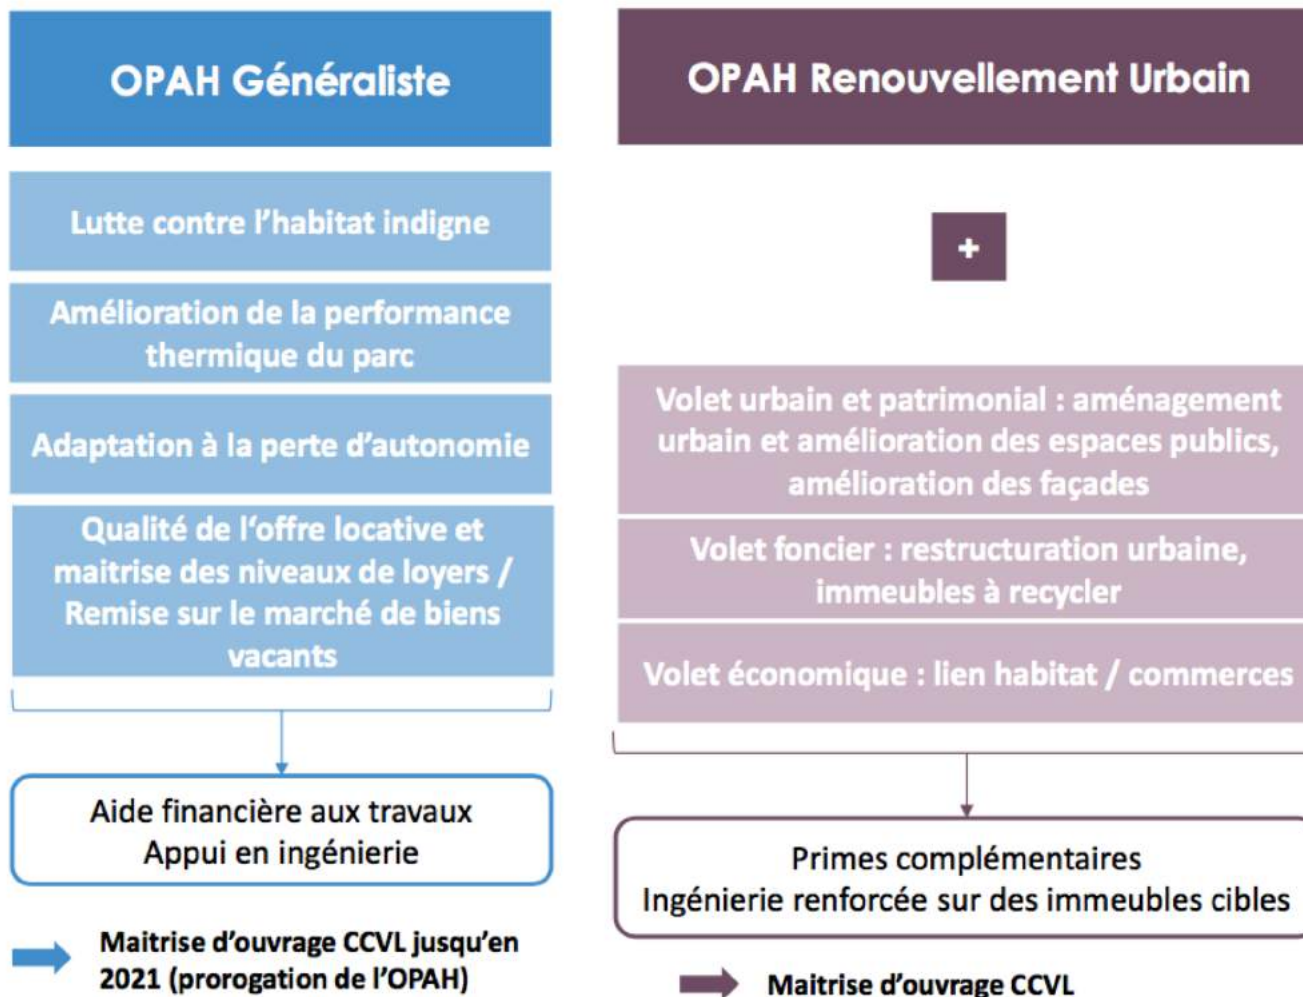 OPAH Généraliste
Lutte contre l'habitat indigne
Amélioration de la performance
thermique du parc
Adaptation à la perte d'autonomie
Qualité de l'offre locative et
maitrise des niveaux de loyers /
Remise sur le marché de biens
vacants
Aide financière aux travaux
Appui en ingénierie
Maitrise d'ouvrage CCVL jusqu'en
2021 (prorogation de l'OPAH)
OPAH Renouvellement Urbain
+
Volet urbain et patrimonial : aménagement
urbain et amélioration des espaces publics,
amélioration des façades
Volet foncier : restructuration urbaine,
immeubles à recycler
Volet économique : lien habitat / commerces
Primes complémentaires
Ingénierie renforcée sur des immeubles cibles
Maitrise d'ouvrage CCVL